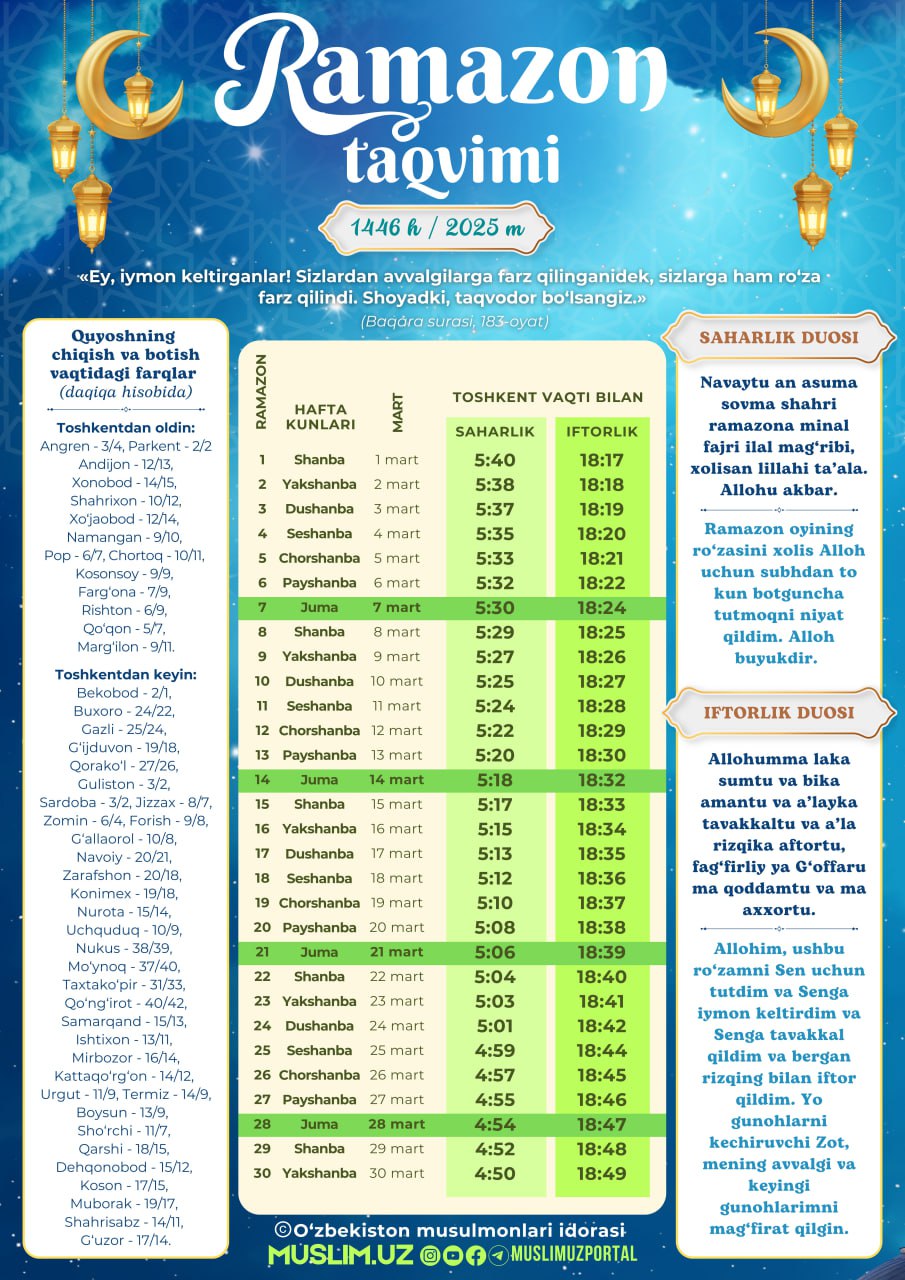 Ramazon
taqvimi
1446 h / 2025 m
«Ey, iymon keltirganlar! Sizlardan avvalgilarga farz qilinganidek, sizlarga ham ro‘za
farz qilindi. Shoyadki, taqvodor bo‘lsangiz.»
(Baqara surasi, 183-oyat)
Quyoshning
chiqish va botish
vaqtidagi farqlar
(daqiqa hisobida)
Toshkentdan oldin:
Angren - 3/4, Parkent - 2/2
Andijon - 12/13,
Xonobod - 14/15,
Shahrixon - 10/12,
Xo‘jaobod - 12/14,
Namangan - 9/10,
Pop - 6/7, Chortoq - 10/11,
Kosonsoy - 9/9,
Farg‘ona - 7/9,
Rishton - 6/9,
Qo‘qon - 5/7,
Marg‘ilon - 9/11.
Toshkentdan keyin:
Bekobod - 2/1,
Buxoro - 24/22,
Gazli - 25/24,
G‘ijduvon - 19/18,
Qorako‘l - 27/26,
Guliston - 3/2,
Sardoba - 3/2, Jizzax - 8/7,
Zomin - 6/4, Forish - 9/8,
G‘allaorol - 10/8,
Navoiy - 20/21,
Zarafshon - 20/18,
Konimex - 19/18,
Nurota - 15/14,
Uchquduq - 10/9,
Nukus - 38/39,
Mo‘ynoq - 37/40,
Taxtako‘pir - 31/33,
Qo‘ng‘irot - 40/42,
Samarqand - 15/13,
Ishtixon - 13/11,
Mirbozor - 16/14,
Kattaqo‘rg‘on - 14/12,
Urgut - 11/9, Termiz - 14/9,
Boysun - 13/9,
Sho‘rchi - 11/7,
Qarshi - 18/15,
Dehqonobod - 15/12,
Koson - 17/15,
Muborak - 19/17,
Shahrisabz - 14/11,
G‘uzor - 17/14.
RAMAZON
HAFTA
KUNLARI
MART
TOSHKENT VAQTI BILAN
SAHARLIK IFTORLIK
1 Shanba 1 mart 5:40 18:17
2 Yakshanba 2 mart 5:38 18:18
3 Dushanba 3 mart 5:37 18:19
4 Seshanba 4 mart 5:35 18:20
5 Chorshanba 5 mart 5:33 18:21
6 Payshanba 6 mart 5:32 18:22
7 Juma 7 mart 5:30 18:24
8 Shanba 8 mart 5:29 18:25
9 Yakshanba 9 mart 5:27 18:26
10 Dushanba 10 mart 5:25 18:27
11 Seshanba 11 mart 5:24 18:28
12 Chorshanba 12 mart 5:22 18:29
13 Payshanba 13 mart 5:20 18:30
14 Juma 14 mart 5:18 18:32
15 Shanba 15 mart 5:17 18:33
16 Yakshanba 16 mart 5:15 18:34
17 Dushanba 17 mart 5:13 18:35
18 Seshanba 18 mart 5:12 18:36
19 Chorshanba 19 mart 5:10 18:37
20 Payshanba 20 mart 5:08 18:38
21 Juma 21 mart 5:06 18:39
22 Shanba 22 mart 5:04 18:40
23 Yakshanba 23 mart 5:03 18:41
24 Dushanba 24 mart 5:01 18:42
25 Seshanba 25 mart 4:59 18:44
26 Chorshanba 26 mart 4:57 18:45
27 Payshanba 27 mart 4:55 18:46
28 Juma 28 mart 4:54 18:47
29 Shanba 29 mart 4:52 18:48
30 Yakshanba 30 mart 4:50 18:49
SAHARLIK DUOSI
Navaytu an asuma
sovma shahri
ramazona minal
fajri ilal mag‘ribi,
xolisan lillahi ta’ala.
Allohu akbar.
Ramazon oyining
ro‘zasini xolis Alloh
uchun subhdan to
kun botguncha
tutmoqni niyat
qildim. Alloh
buyukdir.
IFTORLIK DUOSI
Allohumma laka
sumtu va bika
amantu va a’layka
tavakkaltu va a’la
rizqika aftortu,
fag‘firliy ya G‘offaru
ma qoddamtu va ma
axxortu.
Allohim, ushbu
ro‘zamni Sen uchun
tutdim va Senga
iymon keltirdim va
Senga tavakkal
qildim va bergan
rizqing bilan iftor
qildim. Yo
gunohlarni
kechiruvchi Zot,
mening avvalgi va
keyingi
gunohlarimni
mag‘firat qilgin.
©O‘zbekiston musulmonlari idorasi
MUSLIM.UZ MUSLIMUZPORTAL